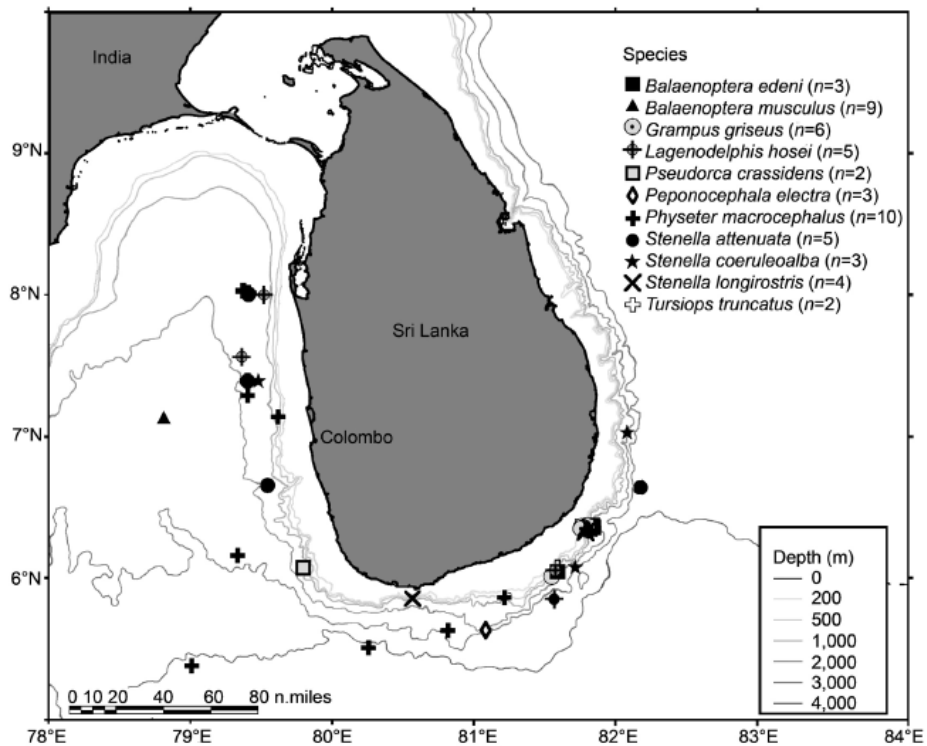 India
Species
Balaenoptera edeni (n=3)
Balaenoptera musculus (n=9)
Grampus griseus (n=6)
Lagenodelphis hosei (n=5)
Pseudorca crassidens (n=2)
Peponocephala electra (n=3)
Physeter macrocephalus (n=10)
Stenella attenuata (n=5)
Stenella coeruleoalba (n=3)
Stenella longirostris (n=4)
Tursiops truncatus (n=2)
9°N
8°N
7°N
6°N
Sri Lanka
Colombo
Depth (m)
0
200
500
1,000
2,000
3,000
4,000
0 10 20 40 60 80 n.miles
78°E 79°E 80°E 81°E 82°E 83°E 84°E